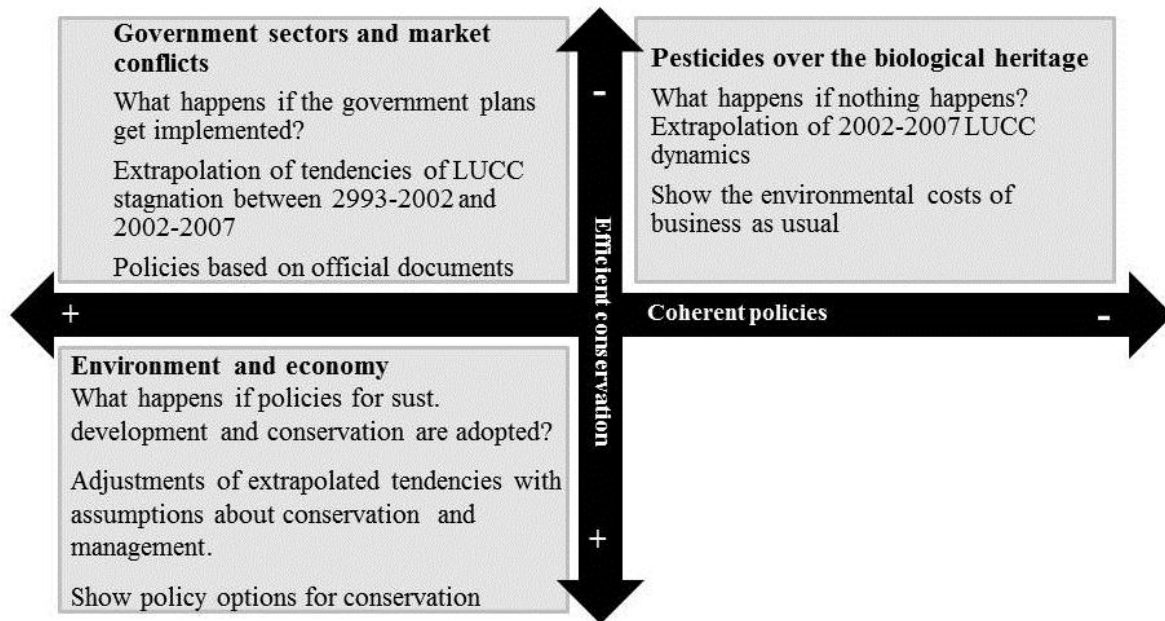 Government sectors and market
conflicts
What happens if the government plans
get implemented?
Extrapolation of tendencies of LUCC
stagnation between 2993-2002 and
2002-2007
Policies based on official documents
-
Pesticides over the biological heritage
What happens if nothing happens?
Extrapolation of 2002-2007 LUCC
dynamics
Show the environmental costs of
business as usual
+
Efficient conservation
Coherent policies
-
Environment and economy
What happens if policies for sust.
development and conservation are adopted?
Adjustments of extrapolated tendencies with
assumptions about conservation and
management.
Show policy options for conservation
+